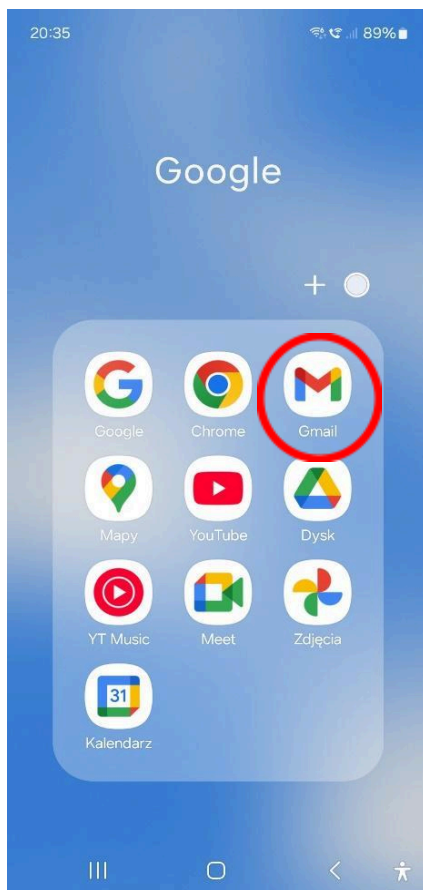 20:35 89%
Google
Google Chrome Gmail
Mapy YouTube Dysk
YT Music Meet Zdjęcia
31
Kalendarz